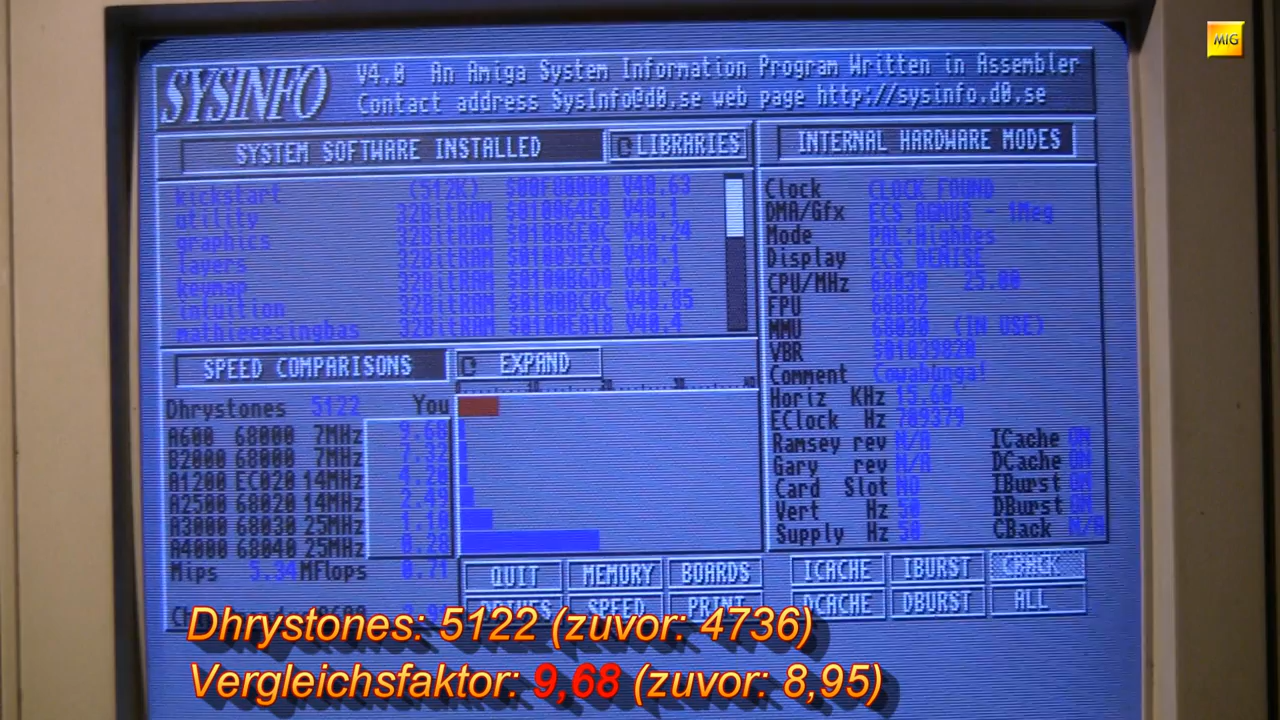 MIG
SYSINFO
V4.0 An Amiga System Information Program Written in Assembler
Contact address SysInfo@d0.se web page http://sysinfo.d0.se
SYSTEM SOFTWARE INSTALLED
LIBRARIES
kickstart (512K) $00F80000 V40.63
utility 32BitRAM $010064E0 V40.1
graphics 32BitRAM V40.24
layers 32BitRAM V40.1
keymap 32BitRAM V40.4
intuition 32BitRAM V40.85
mathieeesingbas 32BitRAM V40.4
INTERNAL HARDWARE MODES
Clock CLOCK FOUND
DMA/Gfx ECS AGNUS - 1Meg
Mode PAL:HighRes
Display ECS DENISE
CPU/MHz 68030 25.00
FPU 68882
MMU 68030 (IN USE)
VBR $01039820
Comment Cowabunga!
Horiz KHz 15.60
EClock Hz 709379
Ramsey rev N/A
Gary rev N/A
Card Slot NO
Vert Hz 50
Supply Hz 50
ICache ON
DCache ON
IBurst ON
DBurst ON
CBack N/A
SPEED COMPARISONS
EXPAND
Dhrystones 5122 You
A600 68000 7MHz 9.68
B2000 68000 7MHz 7.32
A1200 EC020 14MHz 4.20
A2500 68020 14MHz 2.49
A3000 68030 25MHz 1.10
A4000 68040 25MHz 0.28
Mips 5.34 MFlops 0.71
QUIT MEMORY BOARDS
SPEED PRINT
ICACHE IBURST CBACK
DCACHE DBURST ALL
Dhrystones: 5122 (zuvor: 4736)
Vergleichsfaktor: 9,68 (zuvor: 8,95)